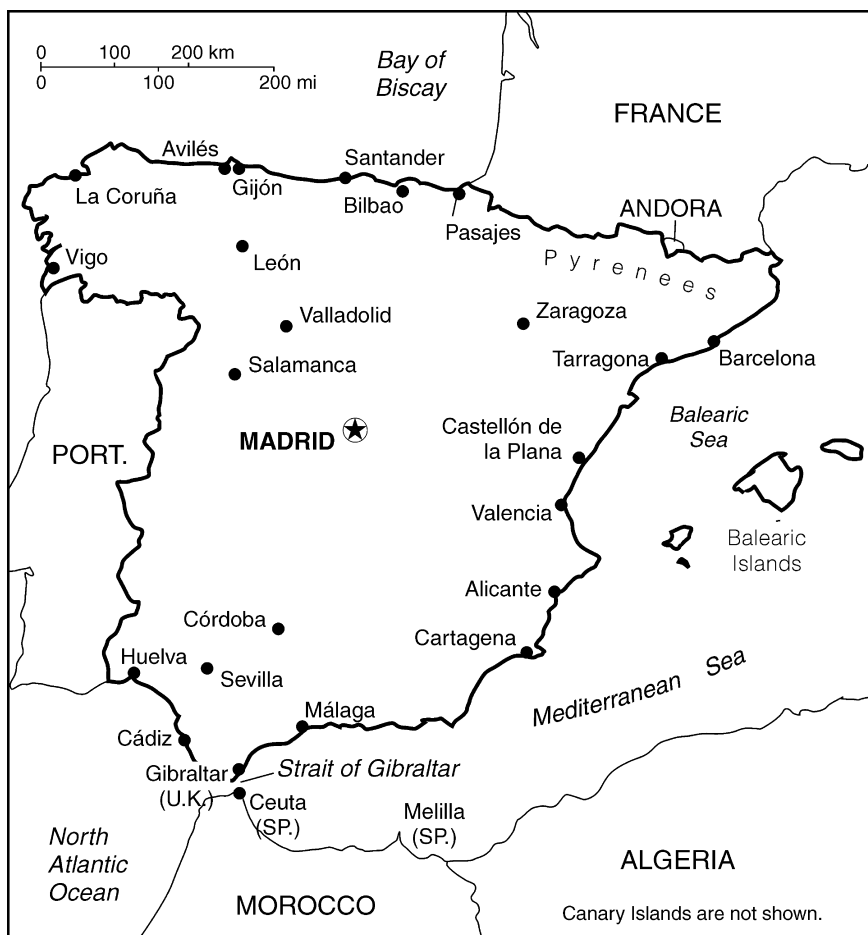 0 100 200 km
0 100 200 mi
Bay of
Biscay
FRANCE
Avilés
Santander
La Coruña
Gijón
Bilbao
ANDORA
Pasajes
Vigo
León
Pyrenees
Valladolid
Zaragoza
Salamanca
Tarragona
Barcelona
MADRID
PORT.
Castellón de
la Plana
Balearic
Sea
Valencia
Balearic
Islands
Alicante
Córdoba
Cartagena
Huelva
Sevilla
Mediterranean Sea
Málaga
Cádiz
Gibraltar
(U.K.)
Strait of Gibraltar
Ceuta
(SP.)
Melilla
(SP.)
North
Atlantic
Ocean
ALGERIA
MOROCCO
Canary Islands are not shown.